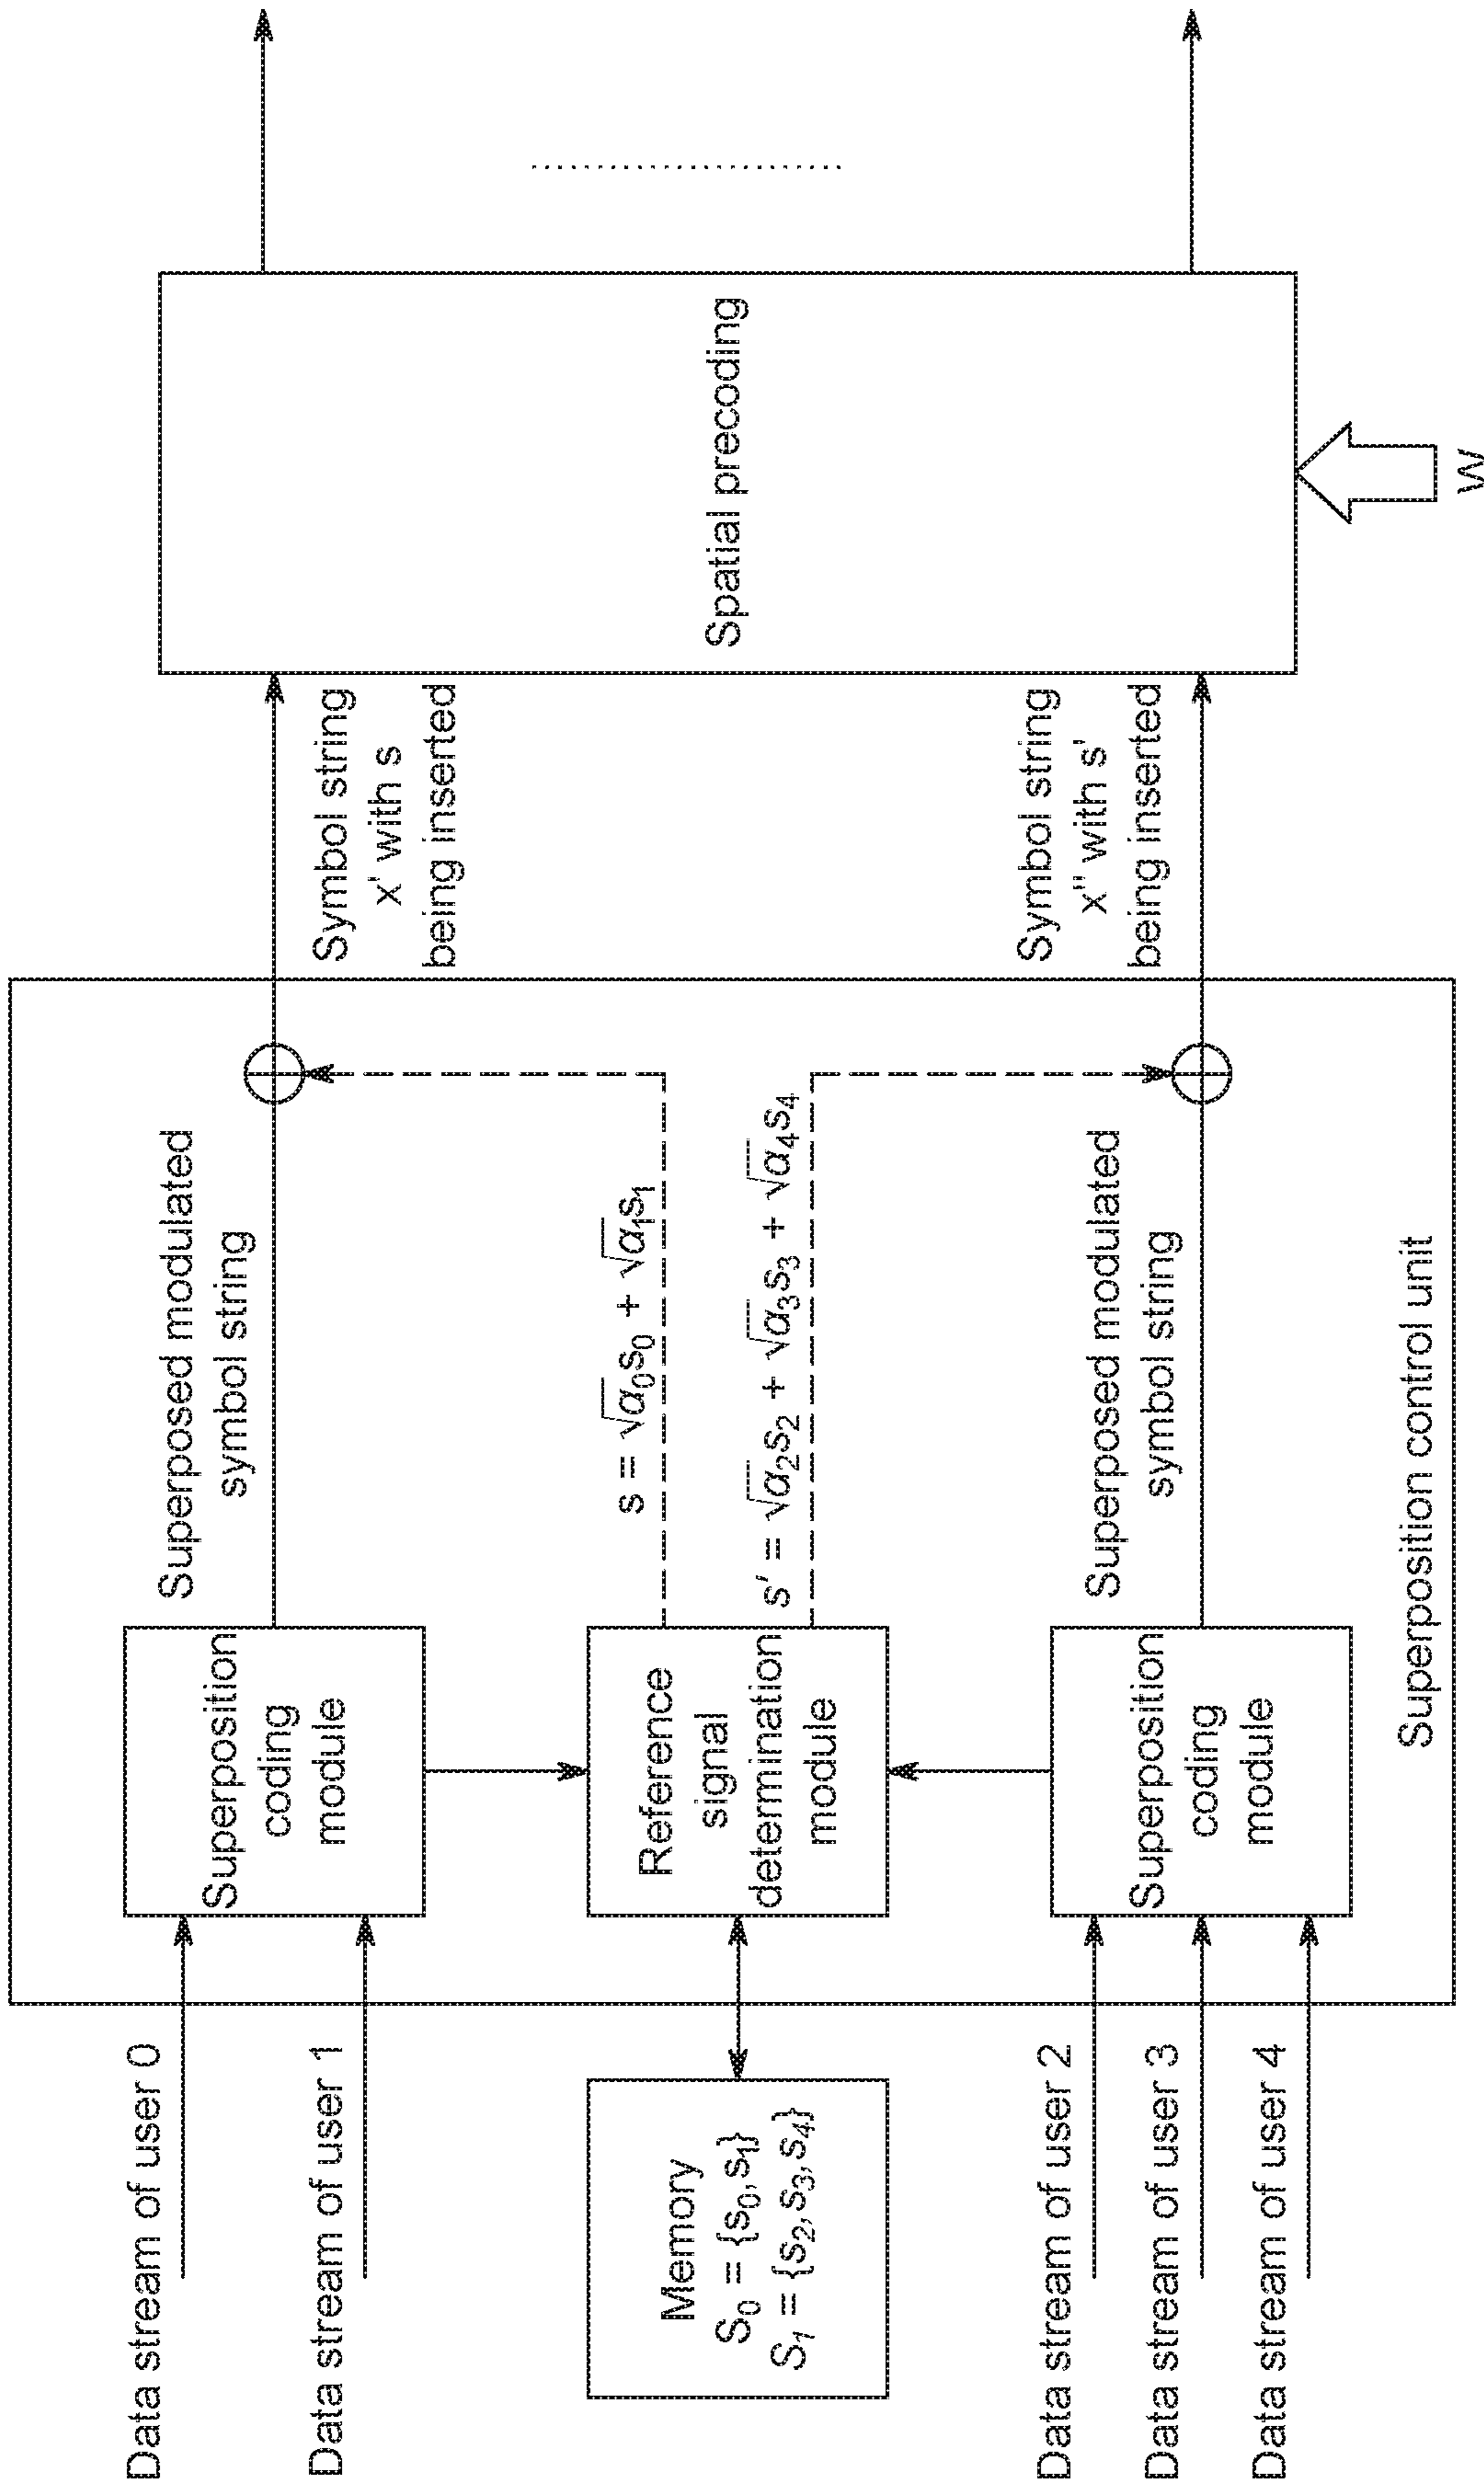 Data stream of user 0
Data stream of user 1
Memory
S₀ = {s₀,s₁}
S₁ = {s₂,s₃,s₄}
Data stream of user 2
Data stream of user 3
Data stream of user 4
Superposition
coding
module
Reference
signal
determination
module
Superposition
coding
module
Superposed modulated
symbol string
s = √α₀s₀ + √α₁s₁
s' = √α₂s₂ + √α₃s₃ + √α₄s₄
Superposed modulated
symbol string
Superposition control unit
Symbol string
x' with s
being inserted
Symbol string
x'' with s'
being inserted
Spatial precoding
W